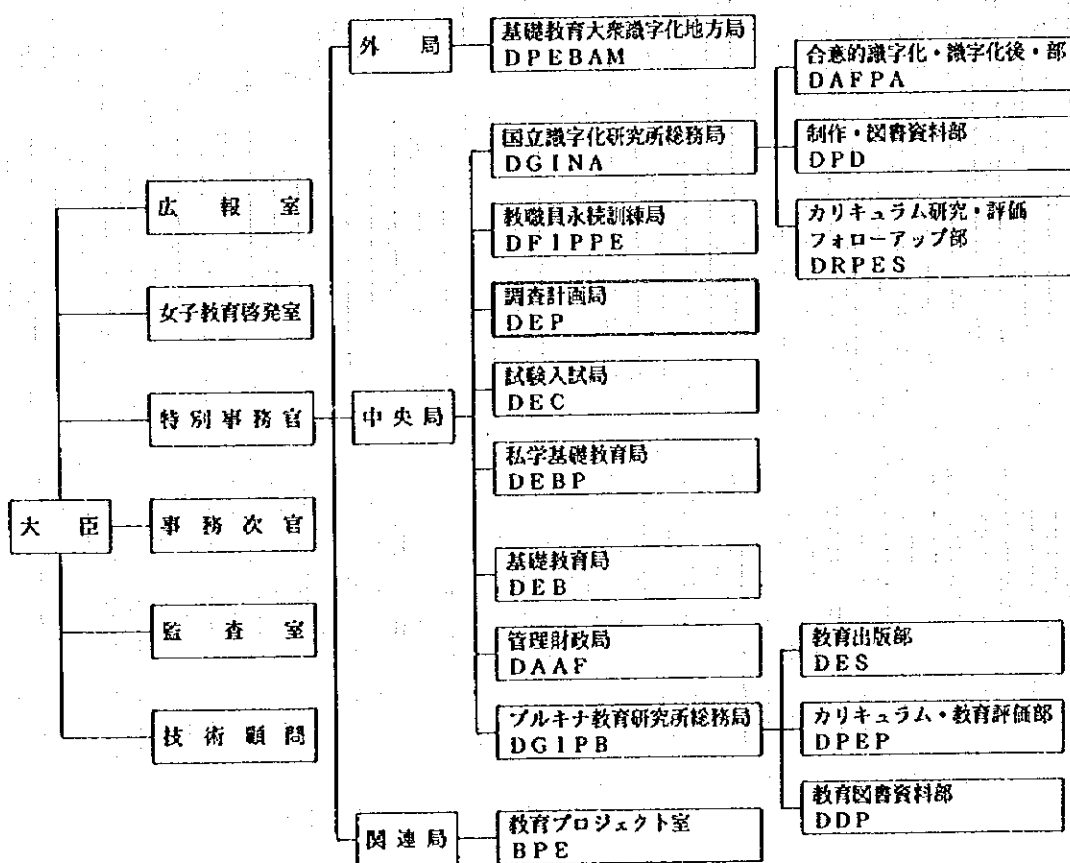 大臣
広報室
女子教育啓発室
特別事務官
事務次官
監査室
技術顧問
外局
中央局
関連局
基礎教育大衆識字化地方局
DPEBAM
国立識字化研究所総務局
DGINA
教職員永続訓練局
DFIPPE
調査計画局
DEP
試験入試局
DEC
私学基礎教育局
DEBP
基礎教育局
DEB
管理財政局
DAAF
ブルキナ教育研究所総務局
DGIPB
教育プロジェクト室
BPE
合意的識字化・識字化後・部
DAFPA
制作・図書資料部
DPD
カリキュラム研究・評価
フォローアップ部
DRPES
教育出版部
DES
カリキュラム・教育評価部
DPEP
教育図書資料部
DDP